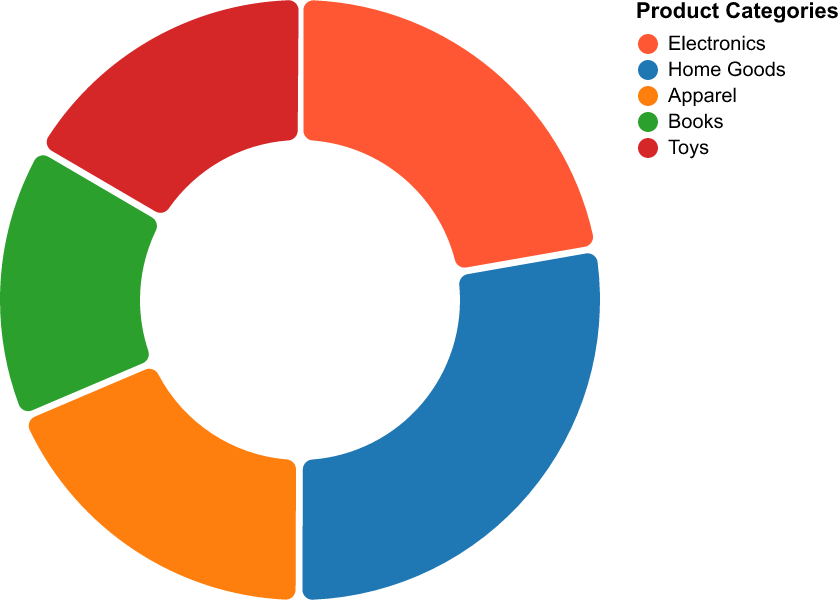 Product Categories
Electronics
Home Goods
Apparel
Books
Toys